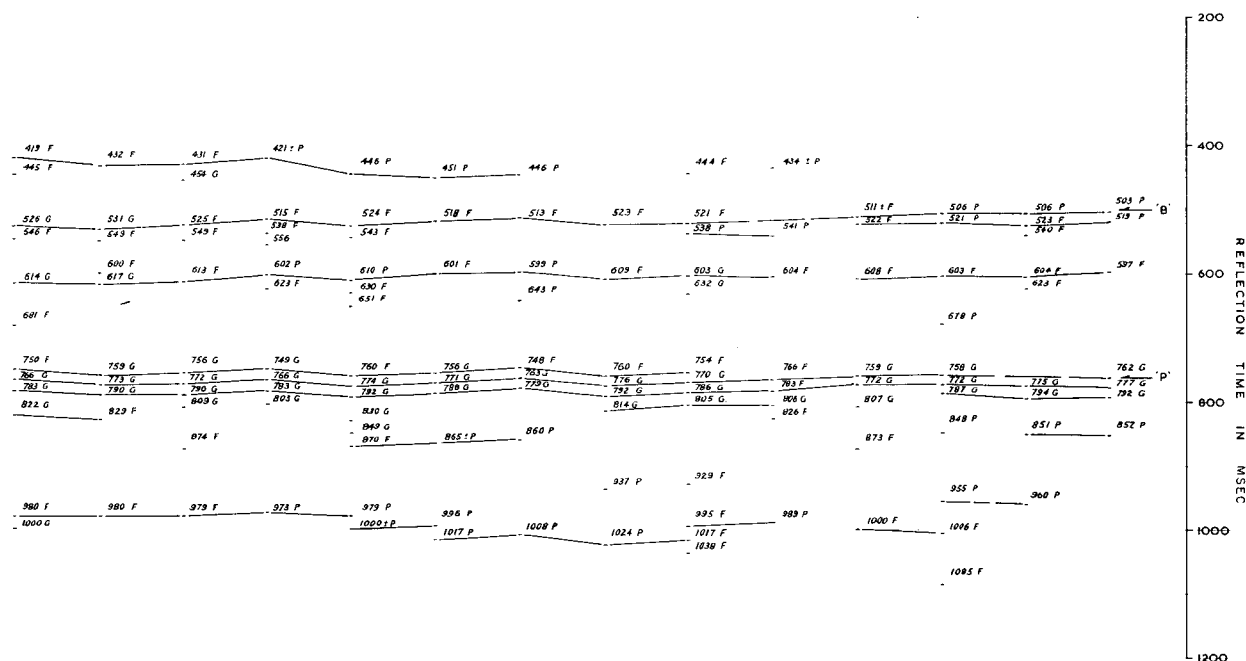 200
419 F 432 F 431 F 421 ± P 446 P 451 P 446 P 444 F 434 ± P 400
445 F 454 G
526 G 531 G 525 F 515 F 524 F 518 F 513 F 523 F 521 F 511 ± F 506 P 506 P 503 P 'B'
546 F 549 F 549 F 538 F 543 F 538 P 541 P 522 F 521 P 523 F 519 P
556 540 F
600 F 602 P 610 P 601 F 599 P 609 F 603 G 604 F 608 F 603 F 604 F 597 F 600
614 G 617 G 613 F 623 F 630 F 643 P 632 G 623 F
651 F
681 F 678 P
750 F 759 G 756 G 749 G 760 F 756 G 748 F 760 F 754 F 766 F 759 G 758 G 762 G 'P'
766 G 773 G 772 G 766 G 774 G 771 G 763 G 776 G 770 G 783 F 772 G 772 G 775 G 777 G
783 G 790 G 790 G 783 G 792 G 788 G 779 G 792 G 786 G 787 G 794 G 792 G
822 G 829 F 809 G 803 G 830 G 814 G 805 G 806 G 807 G 800
826 F
874 F 849 G 848 P 851 P 852 P
870 F 865 ± P 860 P 873 F
937 P 929 F 955 P 960 P
980 F 980 F 979 F 973 P 979 P 996 P 1008 P 1024 P 995 F 989 P 1000 F 1006 F 1000
1000 G 1000 ± P 1017 P 1017 F
1038 F
1085 F
1200
REFLECTION TIME IN MSEC